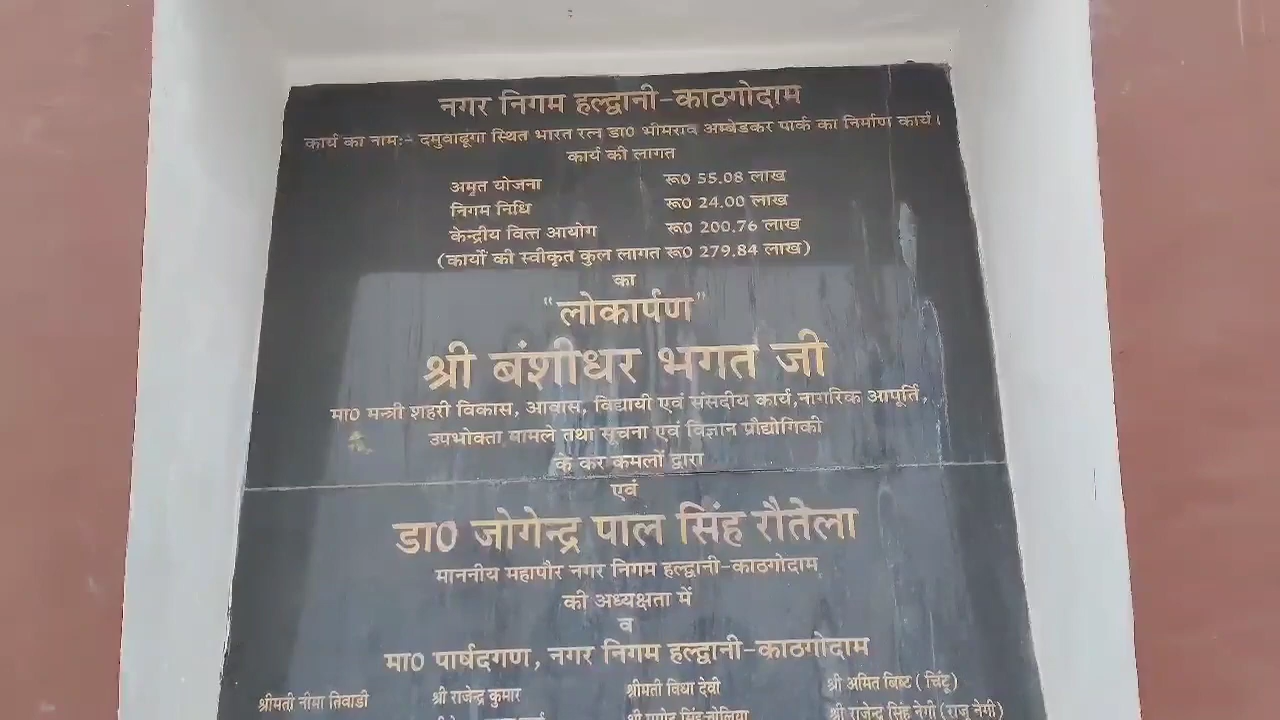 नगर निगम हल्द्वानी-काठगोदाम
कार्य का नाम:- दमुवाढूंगा स्थित भारत रत्न डा0 भीमराव अम्बेडकर पार्क का निर्माण कार्य।
कार्य की लागत
अमृत योजना रू0 55.08 लाख
निगम निधि रू0 24.00 लाख
केन्द्रीय वित्त आयोग रू0 200.76 लाख
(कार्यों की स्वीकृत कुल लागत रू0 279.84 लाख)
का
"लोकार्पण"
श्री बंशीधर भगत जी
मा0 मन्त्री शहरी विकास, आवास, विद्यायी एवं संसदीय कार्य,नागरिक आपूर्ति,
उपभोक्ता मामले तथा सूचना एवं विज्ञान प्रौद्योगिकी
के कर कमलों द्वारा
एवं
डा0 जोगेन्द्र पाल सिंह रौतेला
माननीय महापौर नगर निगम हल्द्वानी-काठगोदाम
की अध्यक्षता में
व
मा0 पार्षदगण, नगर निगम हल्द्वानी-काठगोदाम
श्रीमती नीमा तिवाडी श्री राजेन्द्र कुमार श्रीमती विधा देवी श्री अमित बिष्ट ( चिंटू)
श्री राजेन्द्र सिंह नेगी (राजू नेगी)